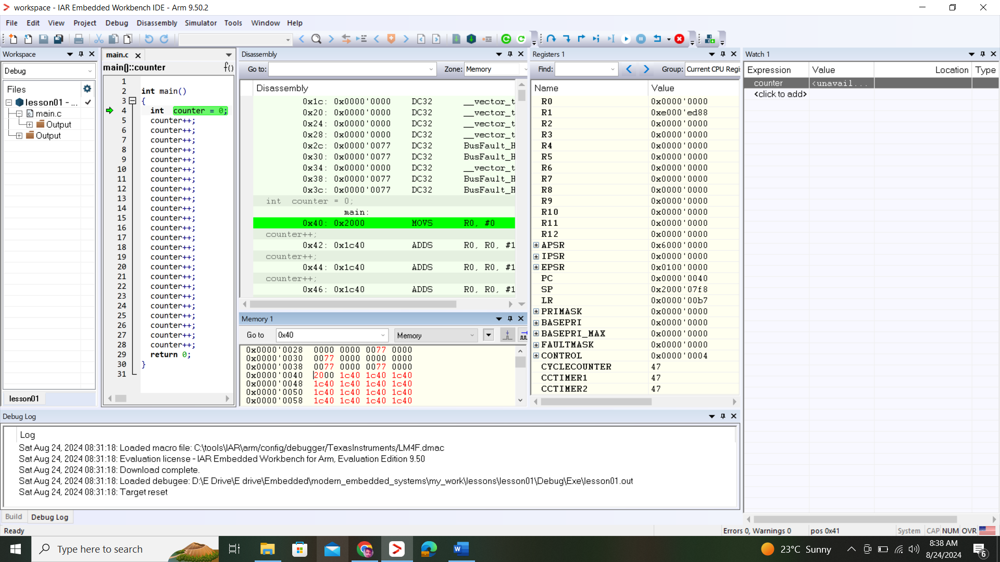 workspace - IAR Embedded Workbench IDE - Arm 9.50.2
File Edit View Project Debug Disassembly Simulator Tools Window Help
Workspace
Debug
Files
lesson01 - ...
main.c
Output
Output
lesson01
main.c
main()::counter
f()
1
2 int main()
3 {
4 int counter = 0;
5 counter++;
6 counter++;
7 counter++;
8 counter++;
9 counter++;
10 counter++;
11 counter++;
12 counter++;
13 counter++;
14 counter++;
15 counter++;
16 counter++;
17 counter++;
18 counter++;
19 counter++;
20 counter++;
21 counter++;
22 counter++;
23 counter++;
24 counter++;
25 counter++;
26 counter++;
27 counter++;
28 counter++;
29 return 0;
30 }
31
Disassembly
Go to: Zone: Memory
Disassembly
0x1c: 0x0000'0000 DC32 __vector_t
0x20: 0x0000'0000 DC32 __vector_t
0x24: 0x0000'0000 DC32 __vector_t
0x28: 0x0000'0000 DC32 __vector_t
0x2c: 0x0000'0077 DC32 BusFault_H
0x30: 0x0000'0077 DC32 BusFault_H
0x34: 0x0000'0000 DC32 __vector_t
0x38: 0x0000'0077 DC32 BusFault_H
0x3c: 0x0000'0077 DC32 BusFault_H
int counter = 0;
main:
0x40: 0x2000 MOVS R0, #0
counter++;
0x42: 0x1c40 ADDS R0, R0, #1
counter++;
0x44: 0x1c40 ADDS R0, R0, #1
counter++;
0x46: 0x1c40 ADDS R0, R0, #1
Memory 1
Go to 0x40 Memory
0x0000'0028 0000 0000 0077 0000
0x0000'0030 0077 0000 0000 0000
0x0000'0038 0077 0000 0077 0000
0x0000'0040 2000 1c40 1c40 1c40
0x0000'0048 1c40 1c40 1c40 1c40
0x0000'0050 1c40 1c40 1c40 1c40
0x0000'0058 1c40 1c40 1c40 1c40
Registers 1
Find: Group: Current CPU Regi
Name Value
R0 0x0000'0000
R1 0xe000'ed88
R2 0x0000'0000
R3 0x0000'0000
R4 0x0000'0000
R5 0x0000'0000
R6 0x0000'0000
R7 0x0000'0000
R8 0x0000'0000
R9 0x0000'0000
R10 0x0000'0000
R11 0x0000'0000
R12 0x0000'0000
APSR 0x6000'0000
IPSR 0x0000'0000
EPSR 0x0100'0000
PC 0x0000'0040
SP 0x2000'07f8
LR 0x0000'00b7
PRIMASK 0x0000'0000
BASEPRI 0x0000'0000
BASEPRI_MAX 0x0000'0000
FAULTMASK 0x0000'0000
CONTROL 0x0000'0004
CYCLECOUNTER 47
CCTIMER1 47
CCTIMER2 47
Watch 1
Expression Value Location Type
counter <unavail...
<click to add>
Debug Log
Log
Sat Aug 24, 2024 08:31:18: Loaded macro file: C:\tools\IAR\arm/config/debugger/TexasInstruments/LM4F.dmac
Sat Aug 24, 2024 08:31:18: Evaluation license - IAR Embedded Workbench for Arm, Evaluation Edition 9.50
Sat Aug 24, 2024 08:31:18: Download complete.
Sat Aug 24, 2024 08:31:18: Loaded debugee: D:\E Drive\E drive\Embedded\modern_embedded_systems\my_work\lessons\lesson01\Debug\Exe\lesson01.out
Sat Aug 24, 2024 08:31:18: Target reset
Build Debug Log
Ready Errors 0, Warnings 0 pos 0x41 System CAP NUM OVR
Type here to search
23°C Sunny
8:38 AM
8/24/2024
6